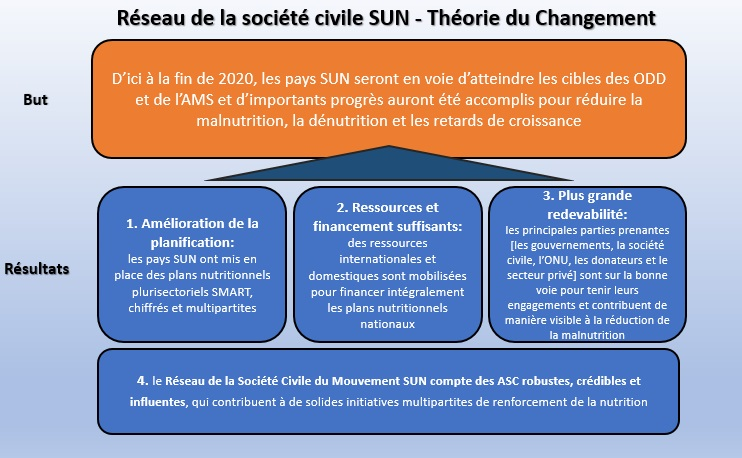 Réseau de la société civile SUN - Théorie du Changement
But
D'ici à la fin de 2020, les pays SUN seront en voie d'atteindre les cibles des ODD
et de l'AMS et d'importants progrès auront été accomplis pour réduire la
malnutrition, la dénutrition et les retards de croissance
Résultats
1. Amélioration de la
planification:
les pays SUN ont mis en
place des plans nutritionnels
plurisectoriels SMART,
chiffrés et multipartites
2. Ressources et
financement suffisants:
des ressources
internationales et
domestiques sont mobilisées
pour financer intégralement
les plans nutritionnels
nationaux
3. Plus grande
redevabilité:
les principales parties prenantes
[les gouvernements, la société
civile, l'ONU, les donateurs et le
secteur privé] sont sur la bonne
voie pour tenir leurs
engagements et contribuent de
manière visible à la réduction de
la malnutrition
4. le Réseau de la Société Civile du Mouvement SUN compte des ASC robustes, crédibles et
influentes, qui contribuent à de solides initiatives multipartites de renforcement de la nutrition